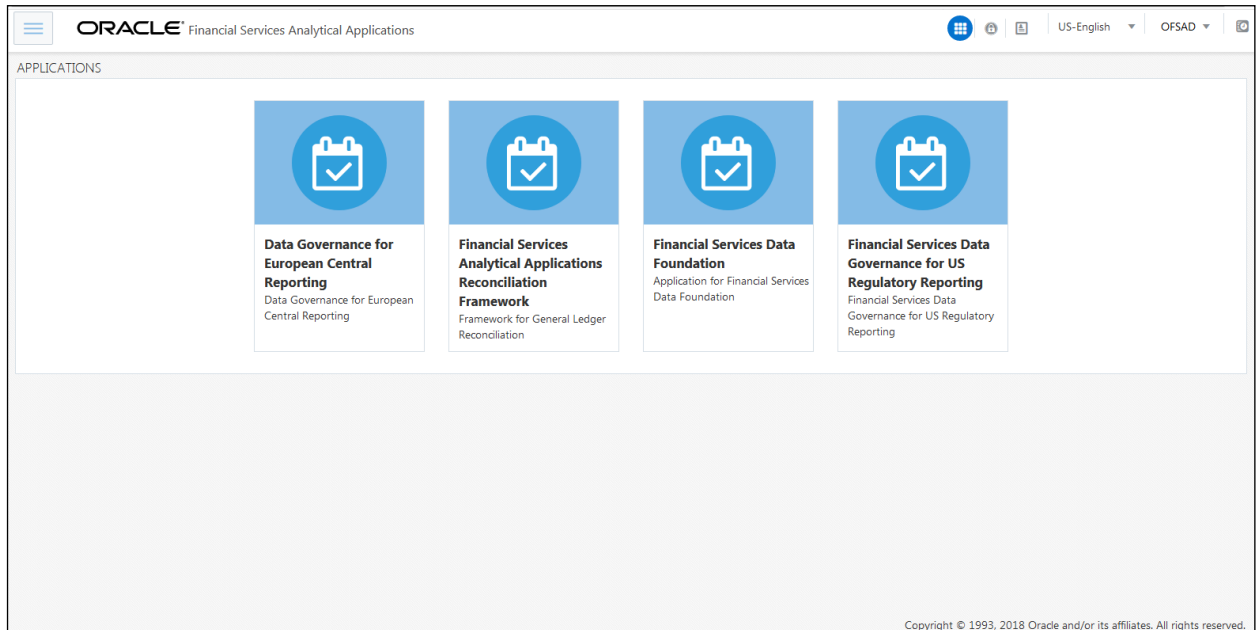 ORACLE® Financial Services Analytical Applications
US-English
OFSAD
APPLICATIONS
Data Governance for
European Central
Reporting
Data Governance for European
Central Reporting
Financial Services
Analytical Applications
Reconciliation
Framework
Framework for General Ledger
Reconciliation
Financial Services Data
Foundation
Application for Financial Services
Data Foundation
Financial Services Data
Governance for US
Regulatory Reporting
Financial Services Data
Governance for US Regulatory
Reporting
Copyright © 1993, 2018 Oracle and/or its affiliates. All rights reserved.